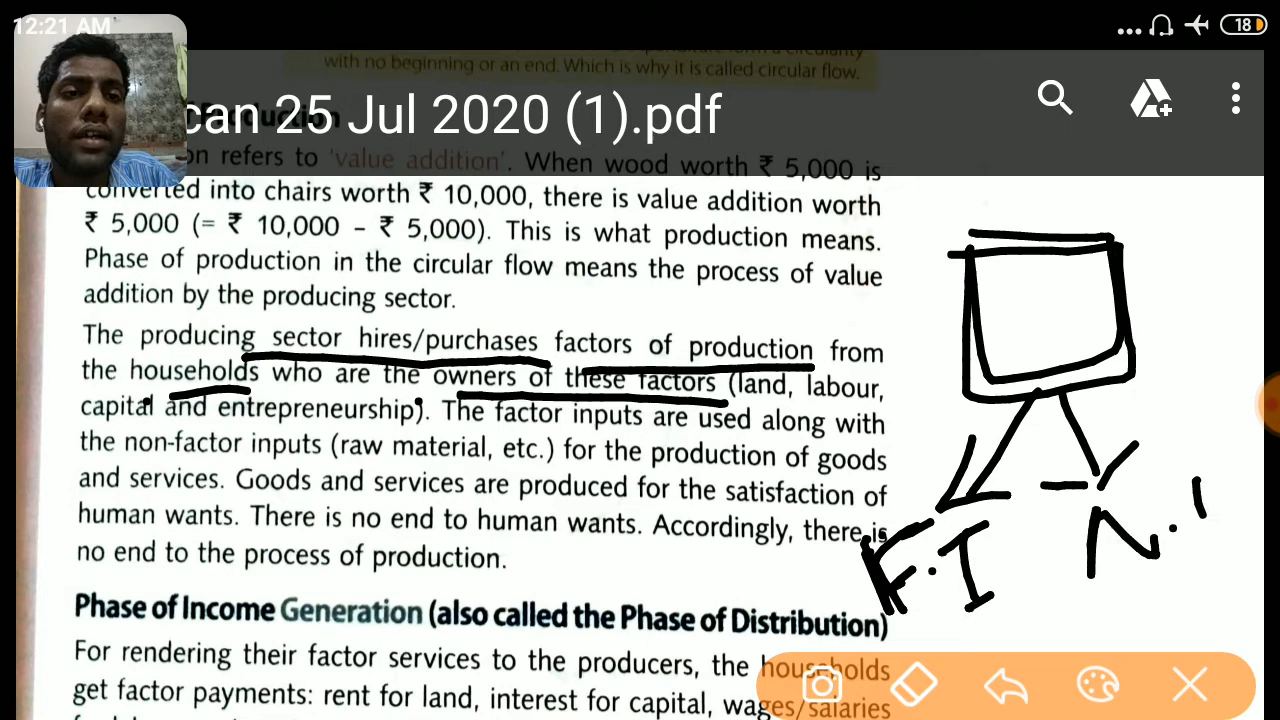 12:21 AM
18
with no beginning or an end. Which is why it is called circular flow.
can 25 Jul 2020 (1).pdf
on refers to 'value addition'. When wood worth ₹ 5,000 is
converted into chairs worth ₹ 10,000, there is value addition worth
₹ 5,000 (= ₹ 10,000 – ₹ 5,000). This is what production means.
Phase of production in the circular flow means the process of value
addition by the producing sector.
The producing sector hires/purchases factors of production from
the households who are the owners of these factors (land, labour,
capital and entrepreneurship). The factor inputs are used along with
the non-factor inputs (raw material, etc.) for the production of goods
and services. Goods and services are produced for the satisfaction of
human wants. There is no end to human wants. Accordingly, there is
no end to the process of production.
F.I N.I
Phase of Income Generation (also called the Phase of Distribution)
For rendering their factor services to the producers, the households
get factor payments: rent for land, interest for capital, wages/salaries